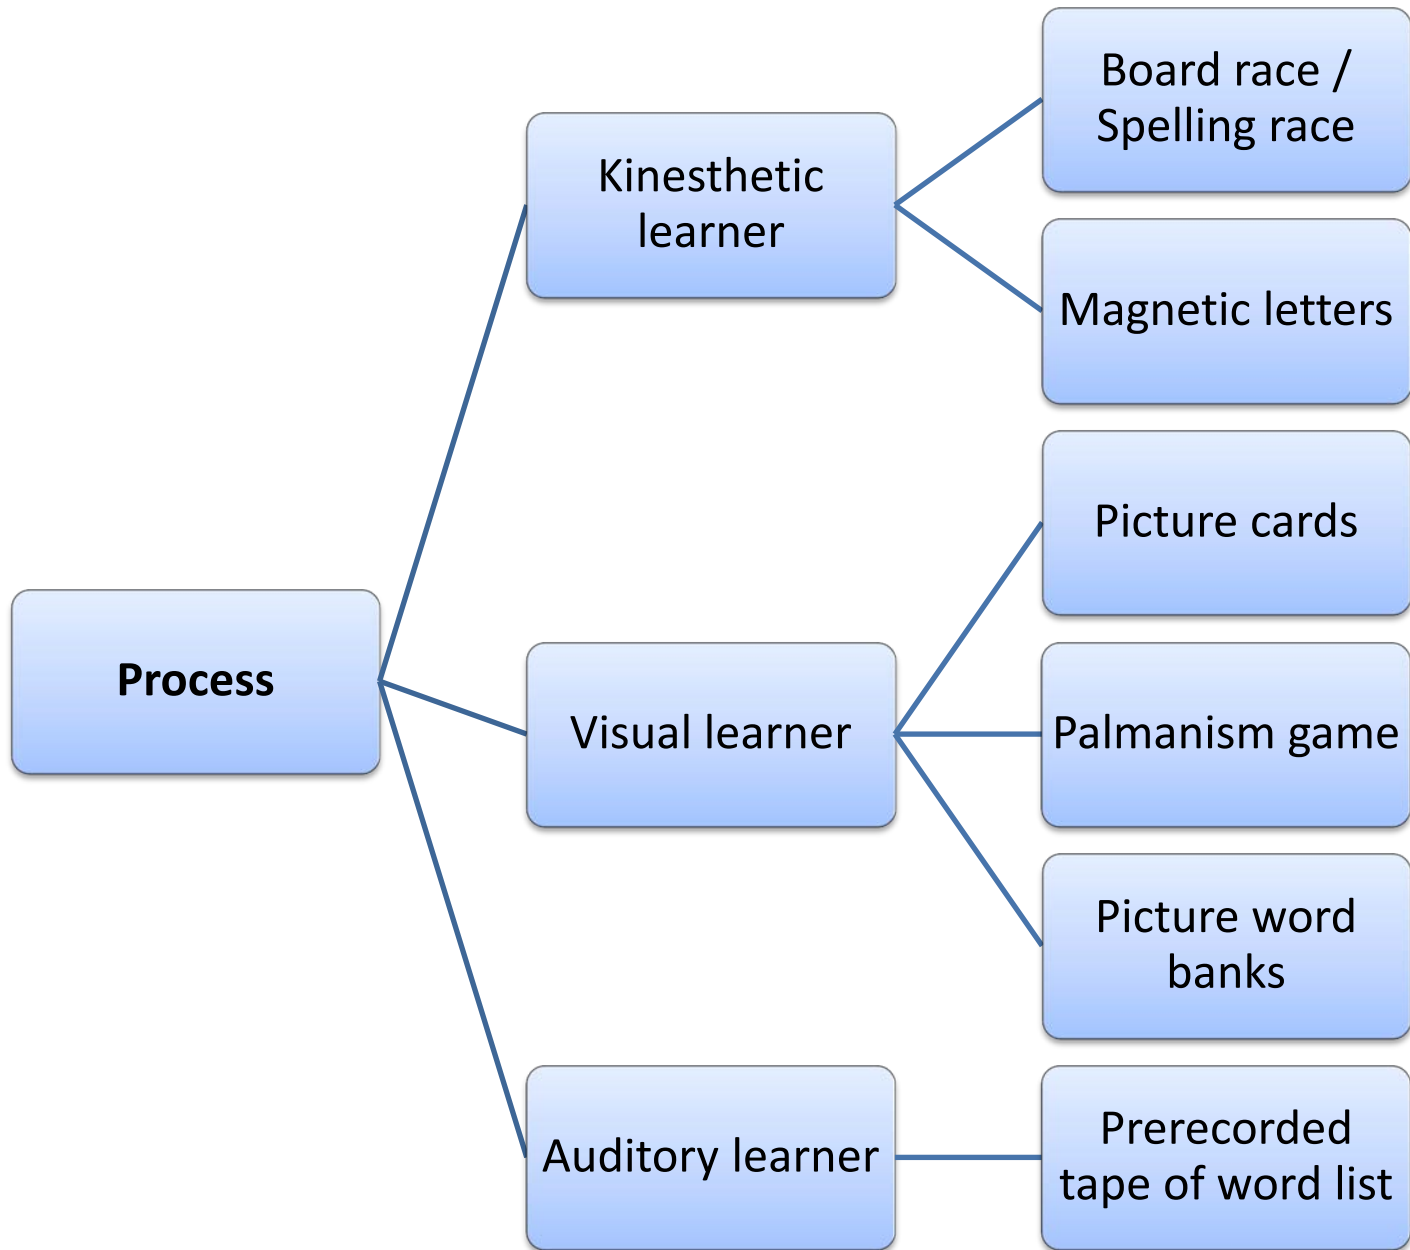 Process
Kinesthetic
learner
Board race /
Spelling race
Magnetic letters
Visual learner
Picture cards
Palmanism game
Picture word
banks
Auditory learner
Prerecorded
tape of word list